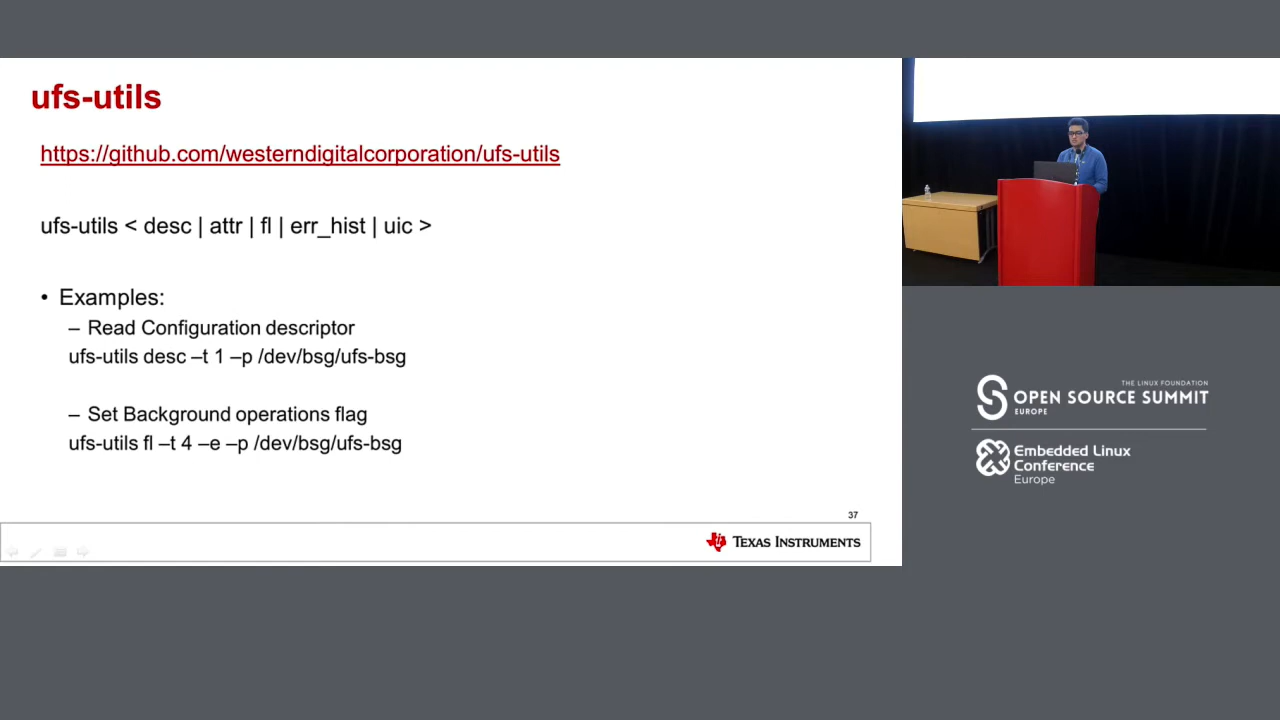 ufs-utils
https://github.com/westerndigitalcorporation/ufs-utils
ufs-utils < desc | attr | fl | err_hist | uic >
• Examples:
– Read Configuration descriptor
ufs-utils desc –t 1 –p /dev/bsg/ufs-bsg
– Set Background operations flag
ufs-utils fl –t 4 –e –p /dev/bsg/ufs-bsg
37
TEXAS INSTRUMENTS
THE LINUX FOUNDATION
OPEN SOURCE SUMMIT
EUROPE
Embedded Linux
Conference
Europe